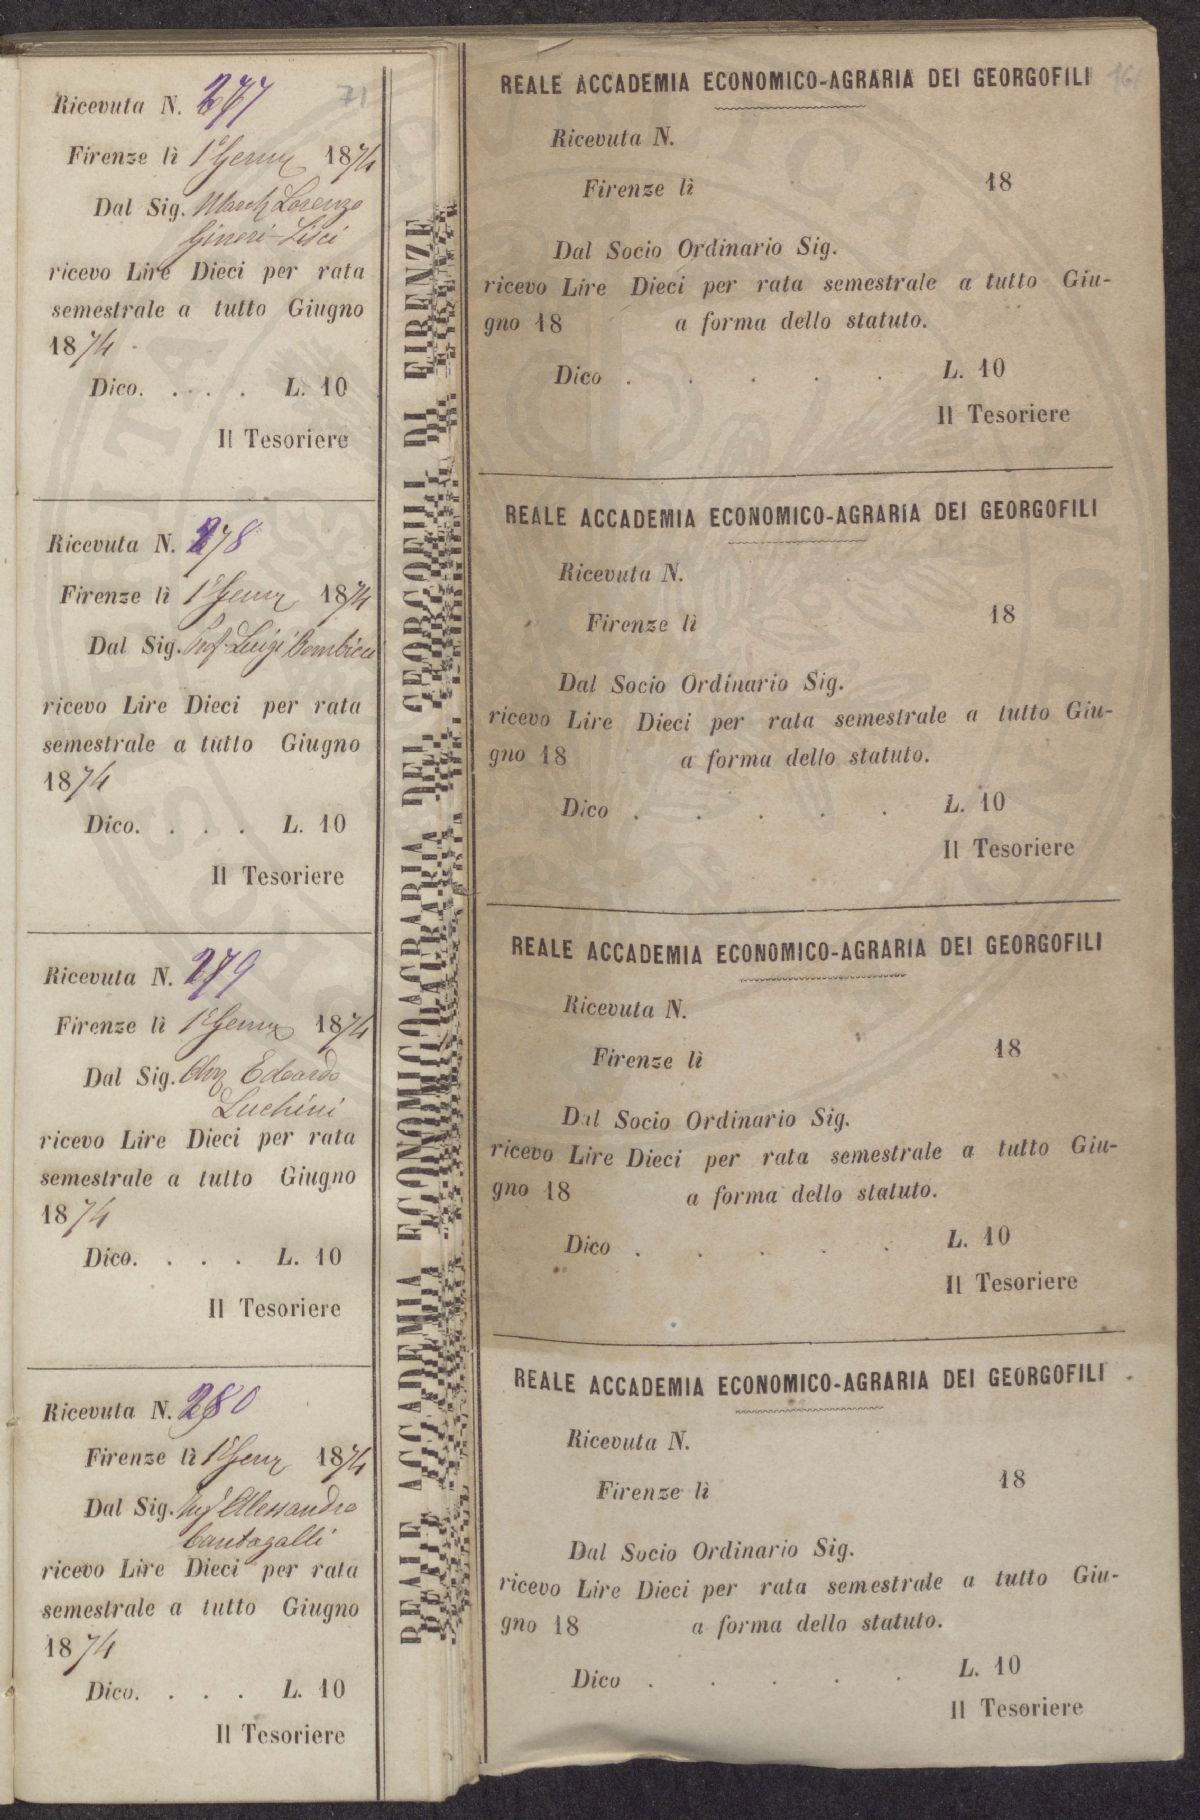 Ricevuta N. 277
71
Firenze lì 1° Genn 1874
Dal Sig. March Lorenzo
Ginori-Lisci
ricevo Lire Dieci per rata
semestrale a tutto Giugno
1874
Dico. . . . . L. 10
Il Tesoriere
Ricevuta N. 278
Firenze lì 1° Genn 1874
Dal Sig. Prof Luigi Bombicci
ricevo Lire Dieci per rata
semestrale a tutto Giugno
1874
Dico. . . . L. 10
Il Tesoriere
Ricevuta N. 279
Firenze lì 1° Genn 1874
Dal Sig. Edoardo
Luchini
ricevo Lire Dieci per rata
semestrale a tutto Giugno
1874
Dico. . . . L. 10
Il Tesoriere
Ricevuta N. 280
Firenze lì 1° Genn 1874
Dal Sig. Ing Alessandro
Cantagalli
ricevo Lire Dieci per rata
semestrale a tutto Giugno
1874
Dico. . . . L. 10
Il Tesoriere
REALE ACCADEMIA ECONOMICO-AGRARIA DEI GEORGOFILI DI FIRENZE
REALE ACCADEMIA ECONOMICO-AGRARIA DEI GEORGOFILI
Ricevuta N.
Firenze lì 18
Dal Socio Ordinario Sig.
ricevo Lire Dieci per rata semestrale a tutto Giu-
gno 18 a forma dello statuto.
Dico . . . . . L. 10
Il Tesoriere
REALE ACCADEMIA ECONOMICO-AGRARIA DEI GEORGOFILI
Ricevuta N.
Firenze lì 18
Dal Socio Ordinario Sig.
ricevo Lire Dieci per rata semestrale a tutto Giu-
gno 18 a forma dello statuto.
Dico . . . . . L. 10
Il Tesoriere
REALE ACCADEMIA ECONOMICO-AGRARIA DEI GEORGOFILI
Ricevuta N.
Firenze lì 18
Dal Socio Ordinario Sig.
ricevo Lire Dieci per rata semestrale a tutto Giu-
gno 18 a forma dello statuto.
Dico . . . . . L. 10
Il Tesoriere
REALE ACCADEMIA ECONOMICO-AGRARIA DEI GEORGOFILI
Ricevuta N.
Firenze lì 18
Dal Socio Ordinario Sig.
ricevo Lire Dieci per rata semestrale a tutto Giu-
gno 18 a forma dello statuto.
Dico . . . . . L. 10
Il Tesoriere